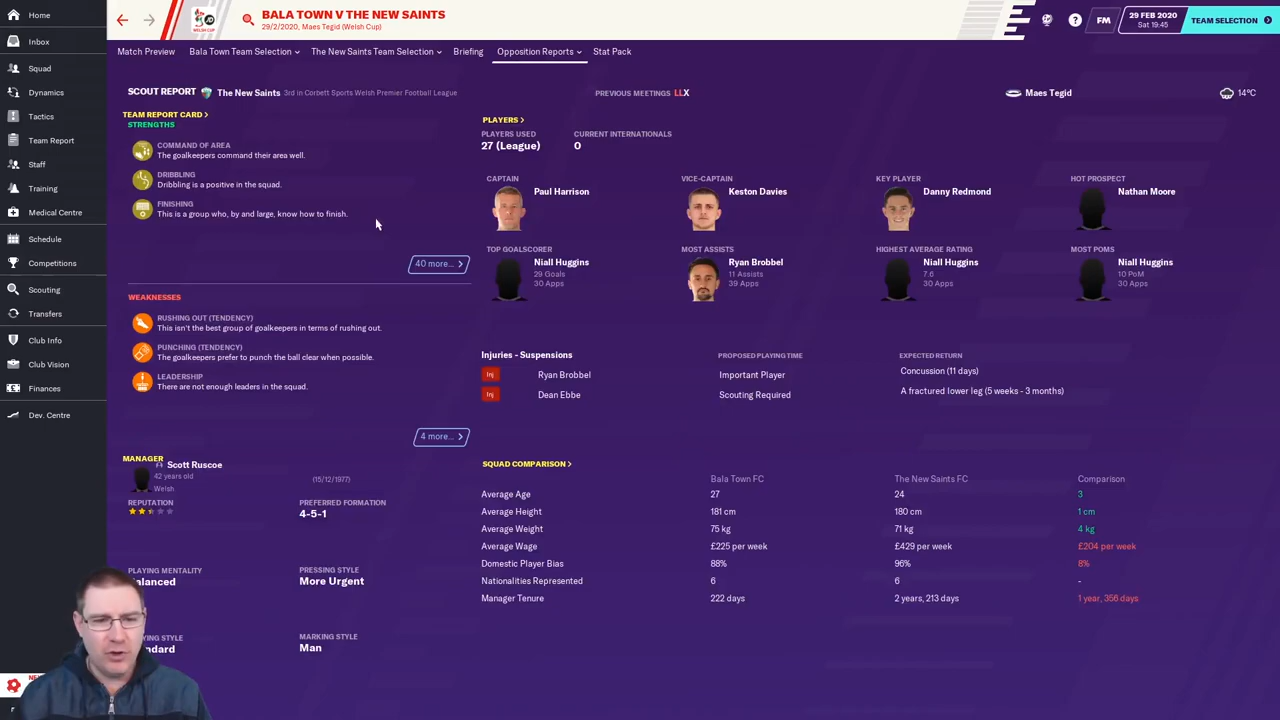 Home
Squad
Dynamics
Tactics
Team Report
Staff
Training
Medical Centre
Schedule
Competitions
Scouting
Transfers
Club Info
Club Vision
Finances
Dev. Centre
BALA TOWN V THE NEW SAINTS
29/2/2020, Maes Tegid (Welsh Cup)
?
FM
29 FEB 2020
Sat 19:45
TEAM SELECTION
Match Preview
Bala Town Team Selection
The New Saints Team Selection
Briefing
Opposition Reports
Stat Pack
SCOUT REPORT
The New Saints
3rd in Corbett Sports Welsh Premier Football League
PREVIOUS MEETINGS LLX
Maes Tegid
14°C
TEAM REPORT CARD >
STRENGTHS
COMMAND OF AREA
The goalkeepers command their area well.
DRIBBLING
Dribbling is a positive in the squad.
FINISHING
This is a group who, by and large, know how to finish.
40 more... >
WEAKNESSES
RUSHING OUT (TENDENCY)
This isn't the best group of goalkeepers in terms of rushing out.
PUNCHING (TENDENCY)
The goalkeepers prefer to punch the ball clear when possible.
LEADERSHIP
There are not enough leaders in the squad.
4 more... >
MANAGER
Scott Ruscoe
42 years old
(15/12/1977)
Welsh
REPUTATION
PREFERRED FORMATION
4-5-1
PLAYING MENTALITY
PRESSING STYLE
More Urgent
MARKING STYLE
Man
PLAYERS >
PLAYERS USED
27 (League)
CURRENT INTERNATIONALS
0
CAPTAIN
Paul Harrison
VICE-CAPTAIN
Keston Davies
KEY PLAYER
Danny Redmond
HOT PROSPECT
Nathan Moore
TOP GOALSCORER
Niall Huggins
29 Goals
30 Apps
MOST ASSISTS
Ryan Brobbel
11 Assists
39 Apps
HIGHEST AVERAGE RATING
Niall Huggins
7.6
30 Apps
MOST POMS
Niall Huggins
10 PoM
30 Apps
Injuries - Suspensions
PROPOSED PLAYING TIME
EXPECTED RETURN
Inj
Ryan Brobbel
Important Player
Concussion (11 days)
Inj
Dean Ebbe
Scouting Required
A fractured lower leg (5 weeks - 3 months)
SQUAD COMPARISON >
Bala Town FC
The New Saints FC
Comparison
Average Age
27
24
3
Average Height
181 cm
180 cm
1 cm
Average Weight
75 kg
71 kg
4 kg
Average Wage
£225 per week
£429 per week
£204 per week
Domestic Player Bias
88%
96%
8%
Nationalities Represented
6
6
-
Manager Tenure
222 days
2 years, 213 days
1 year, 356 days